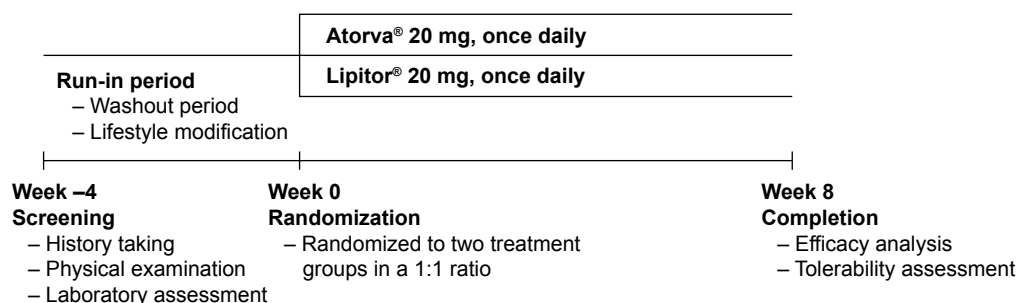 Atorva® 20 mg, once daily
Lipitor® 20 mg, once daily
Run-in period
– Washout period
– Lifestyle modification
Week –4
Screening
– History taking
– Physical examination
– Laboratory assessment
Week 0
Randomization
– Randomized to two treatment
groups in a 1:1 ratio
Week 8
Completion
– Efficacy analysis
– Tolerability assessment